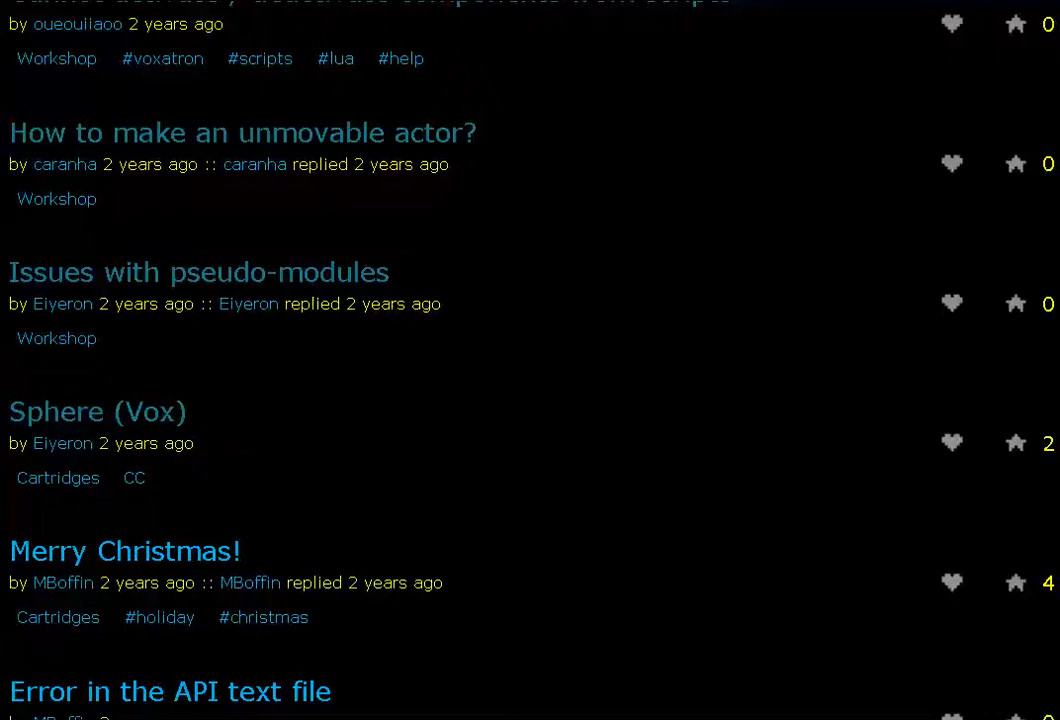 by oueouiiaoo 2 years ago 0
Workshop #voxatron #scripts #lua #help
How to make an unmovable actor?
by caranha 2 years ago :: caranha replied 2 years ago 0
Workshop
Issues with pseudo-modules
by Eiyeron 2 years ago :: Eiyeron replied 2 years ago 0
Workshop
Sphere (Vox)
by Eiyeron 2 years ago 2
Cartridges CC
Merry Christmas!
by MBoffin 2 years ago :: MBoffin replied 2 years ago 4
Cartridges #holiday #christmas
Error in the API text file